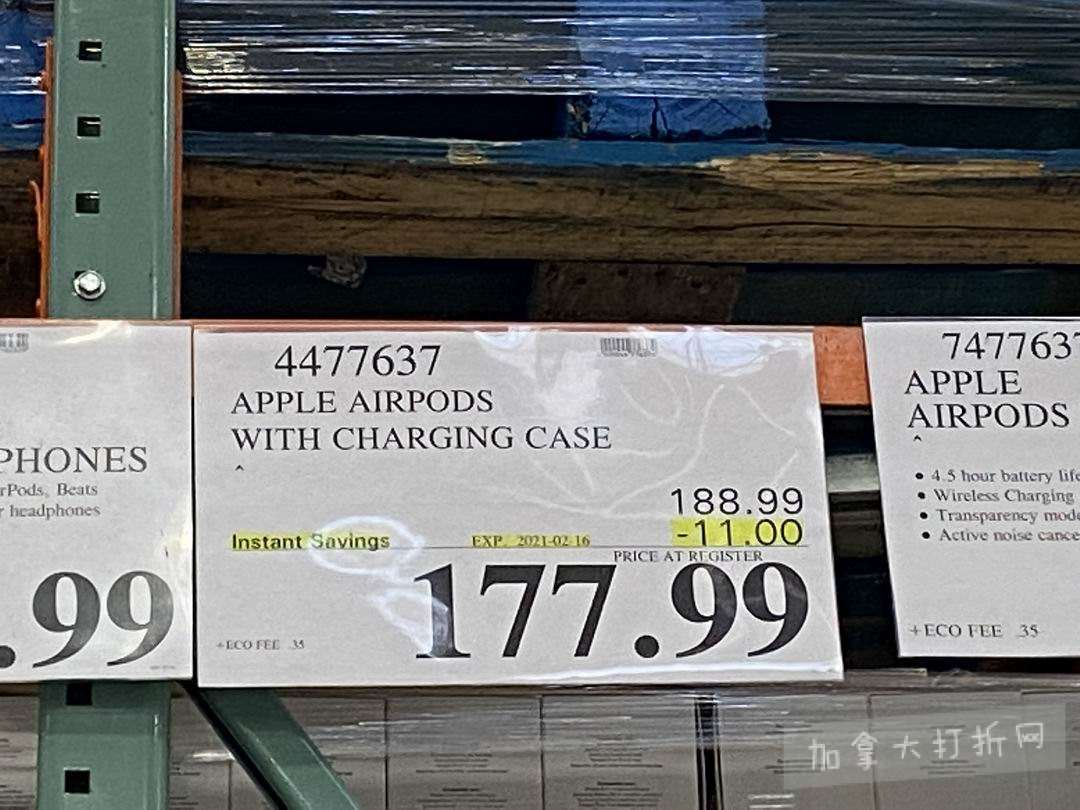 PHONES
rPods, Beats
r headphones
.99
4477637
APPLE AIRPODS
WITH CHARGING CASE
^
188.99
Instant Savings EXP. 2021-02-16 -11.00
PRICE AT REGISTER
+ECO FEE .35 177.99
747763
APPLE
AIRPODS
^
• 4.5 hour battery life
• Wireless Charging
• Transparency mode
• Active noise cance
+ECO FEE .35
加拿大打折网